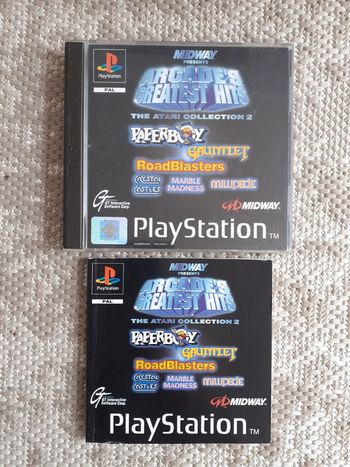 MIDWAY
PRESENTS
ARCADE'S
GREATEST HITS
THE ATARI COLLECTION 2
PlayStation
PAL
PAPERBOY
GAUNTLET
RoadBlasters
CRYSTAL CASTLES
MARBLE MADNESS
MILLIPEDE
GT Interactive
Software Corp.
MIDWAY
PlayStation TM
MIDWAY
PRESENTS
ARCADE'S
GREATEST HITS
THE ATARI COLLECTION 2
PlayStation
PAL
PAPERBOY
GAUNTLET
RoadBlasters
CRYSTAL CASTLES
MARBLE MADNESS
MILLIPEDE
GT Interactive
Software Corp.
MIDWAY
PlayStation TM